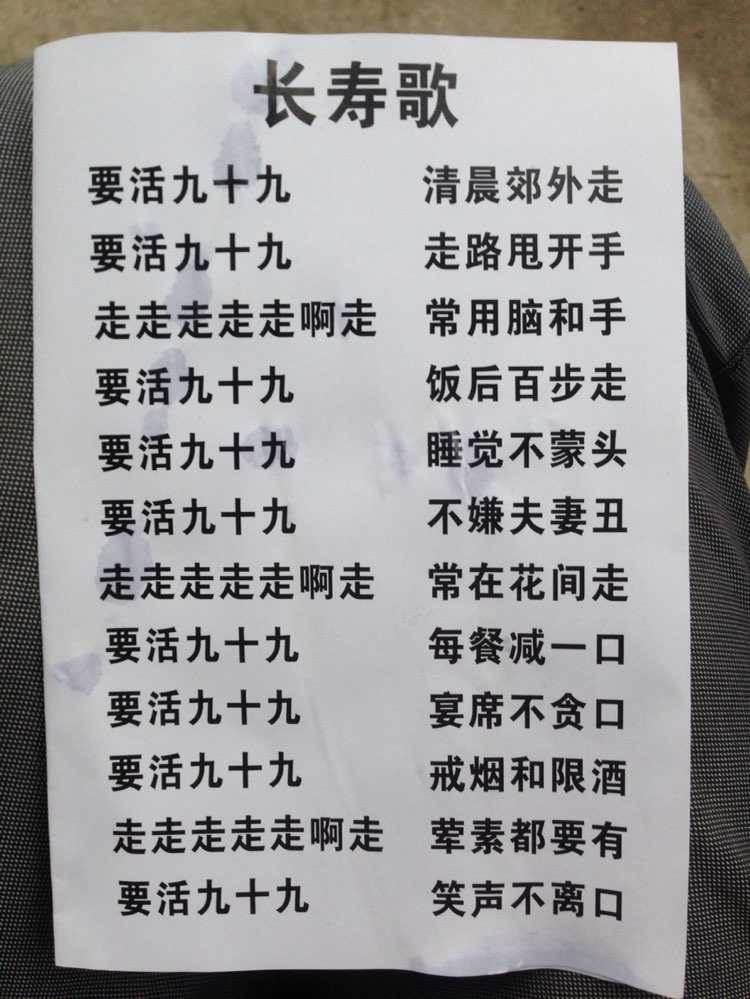 长寿歌
要活九十九 清晨郊外走
要活九十九 走路甩开手
走走走走走啊走 常用脑和手
要活九十九 饭后百步走
要活九十九 睡觉不蒙头
要活九十九 不嫌夫妻丑
走走走走走啊走 常在花间走
要活九十九 每餐减一口
要活九十九 宴席不贪口
要活九十九 戒烟和限酒
走走走走走啊走 荤素都要有
要活九十九 笑声不离口